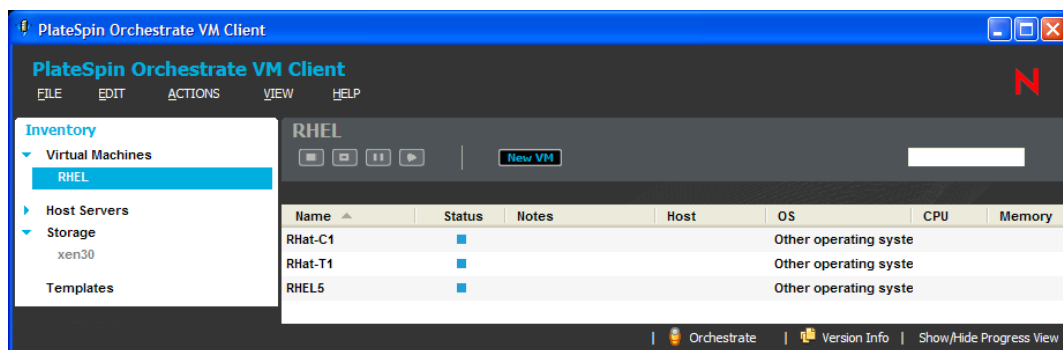 PlateSpin Orchestrate VM Client
PlateSpin Orchestrate VM Client
FILE EDIT ACTIONS VIEW HELP
N
Inventory
Virtual Machines
RHEL
Host Servers
Storage
xen30
Templates
RHEL
New VM
Name Status Notes Host OS CPU Memory
RHat-C1 Other operating syste
RHat-T1 Other operating syste
RHEL5 Other operating syste
| Orchestrate | Version Info | Show/Hide Progress View